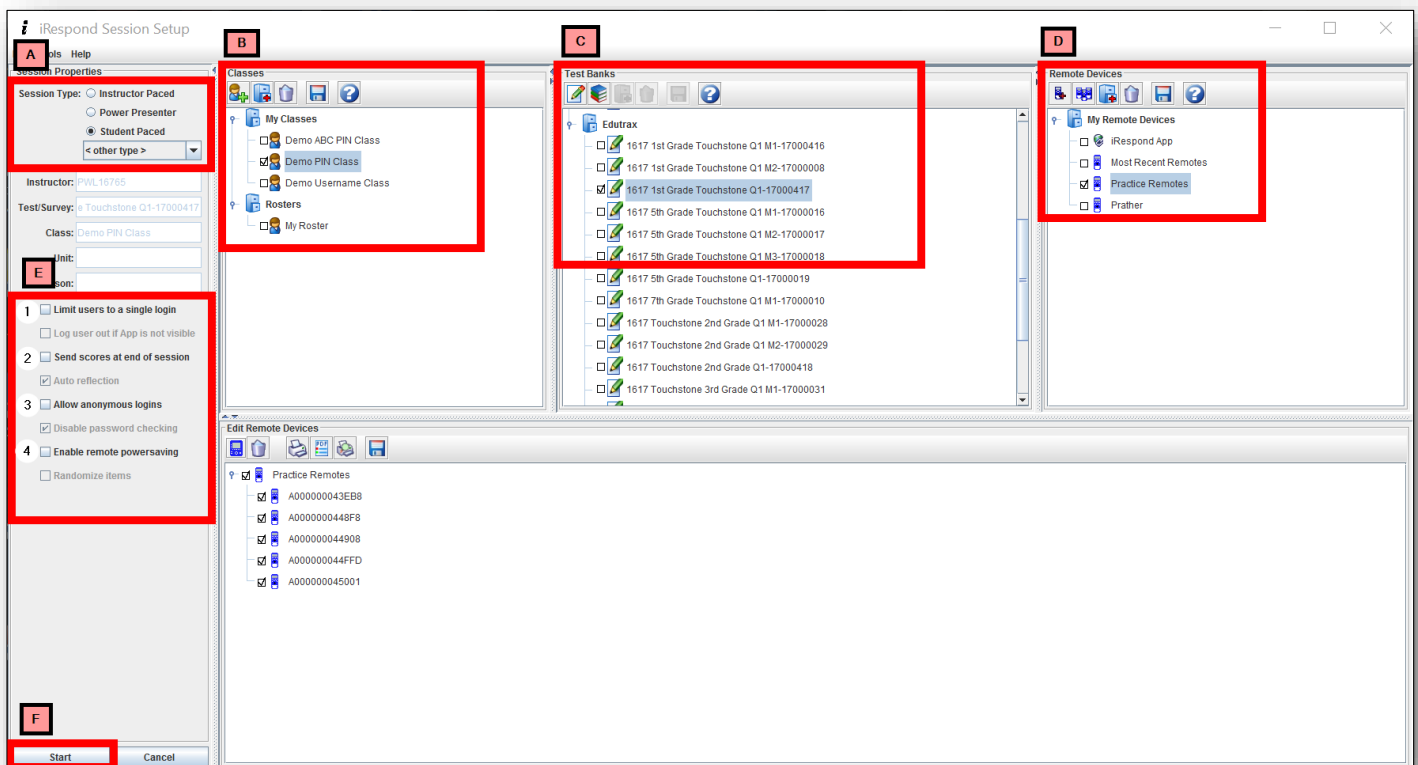 i iRespond Session Setup
A
B
C
D
ols Help
Session Properties
Session Type: Instructor Paced
Power Presenter
Student Paced
< other type >
Instructor: PWL16765
Test/Survey: e Touchstone Q1-17000417
Class: Demo PIN Class
Unit:
E
son:
1 Limit users to a single login
Log user out if App is not visible
2 Send scores at end of session
Auto reflection
3 Allow anonymous logins
Disable password checking
4 Enable remote powersaving
Randomize items
F
Start Cancel
Classes
My Classes
Demo ABC PIN Class
Demo PIN Class
Demo Username Class
Rosters
My Roster
Test Banks
Edutrax
1617 1st Grade Touchstone Q1 M1-17000416
1617 1st Grade Touchstone Q1 M2-17000008
1617 1st Grade Touchstone Q1-17000417
1617 5th Grade Touchstone Q1 M1-17000016
1617 5th Grade Touchstone Q1 M2-17000017
1617 5th Grade Touchstone Q1 M3-17000018
1617 5th Grade Touchstone Q1-17000019
1617 7th Grade Touchstone Q1 M1-17000010
1617 Touchstone 2nd Grade Q1 M1-17000028
1617 Touchstone 2nd Grade Q1 M2-17000029
1617 Touchstone 2nd Grade Q1-17000418
1617 Touchstone 3rd Grade Q1 M1-17000031
Remote Devices
My Remote Devices
iRespond App
Most Recent Remotes
Practice Remotes
Prather
Edit Remote Devices
PDF
Practice Remotes
A000000043EB8
A0000000448F8
A000000044908
A000000044FFD
A000000045001